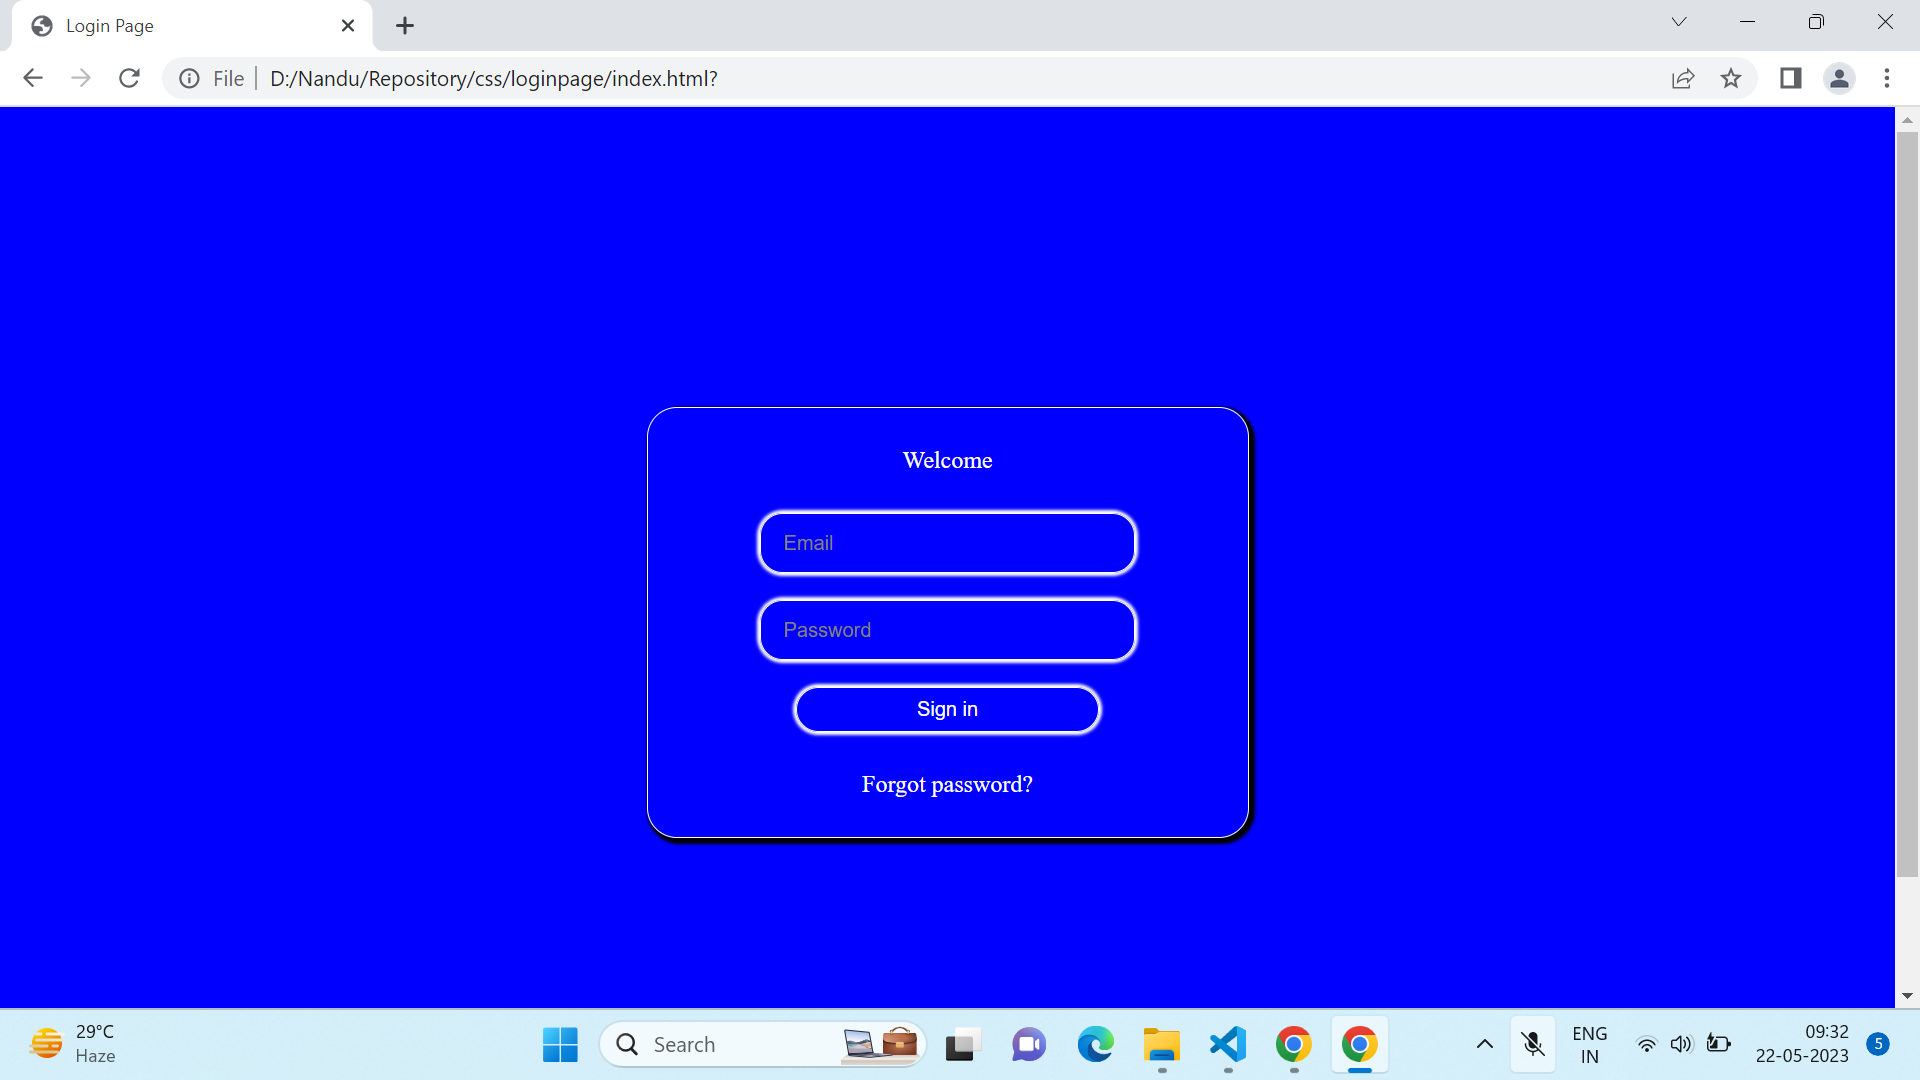 Login Page
File D:/Nandu/Repository/css/loginpage/index.html?
Welcome
Email
Password
Sign in
Forgot password?
29°C
Haze
Search
ENG
IN
09:32
22-05-2023
5